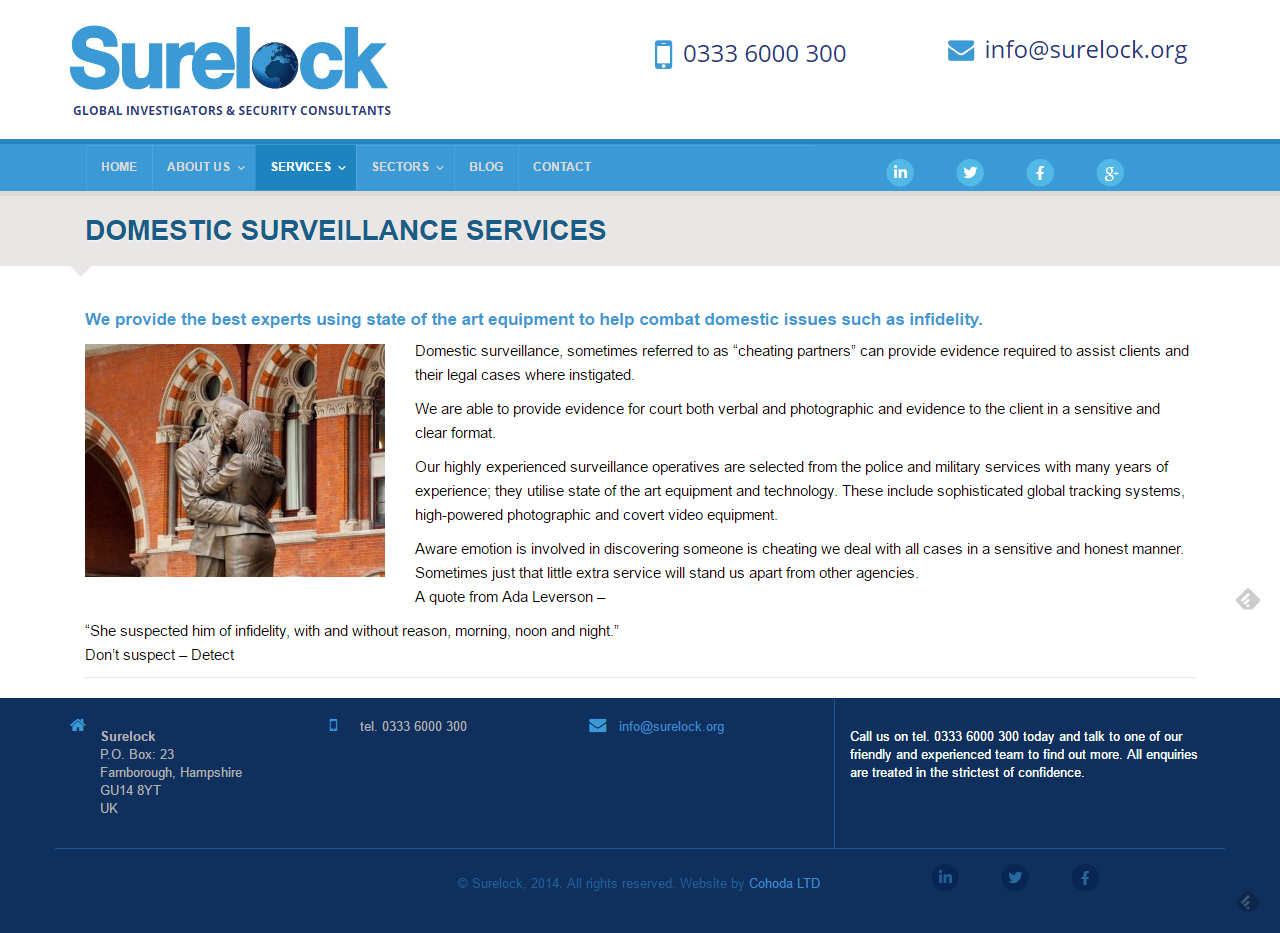 Surelock
GLOBAL INVESTIGATORS & SECURITY CONSULTANTS
0333 6000 300
info@surelock.org
HOME
ABOUT US
SERVICES
SECTORS
BLOG
CONTACT
DOMESTIC SURVEILLANCE SERVICES
We provide the best experts using state of the art equipment to help combat domestic issues such as infidelity.
Domestic surveillance, sometimes referred to as “cheating partners” can provide evidence required to assist clients and
their legal cases where instigated.
We are able to provide evidence for court both verbal and photographic and evidence to the client in a sensitive and
clear format.
Our highly experienced surveillance operatives are selected from the police and military services with many years of
experience; they utilise state of the art equipment and technology. These include sophisticated global tracking systems,
high-powered photographic and covert video equipment.
Aware emotion is involved in discovering someone is cheating we deal with all cases in a sensitive and honest manner.
Sometimes just that little extra service will stand us apart from other agencies.
A quote from Ada Leverson –
“She suspected him of infidelity, with and without reason, morning, noon and night.”
Don’t suspect – Detect
Surelock
P.O. Box: 23
Farnborough, Hampshire
GU14 8YT
UK
tel. 0333 6000 300
info@surelock.org
Call us on tel. 0333 6000 300 today and talk to one of our
friendly and experienced team to find out more. All enquiries
are treated in the strictest of confidence.
© Surelock, 2014. All rights reserved. Website by Cohoda LTD